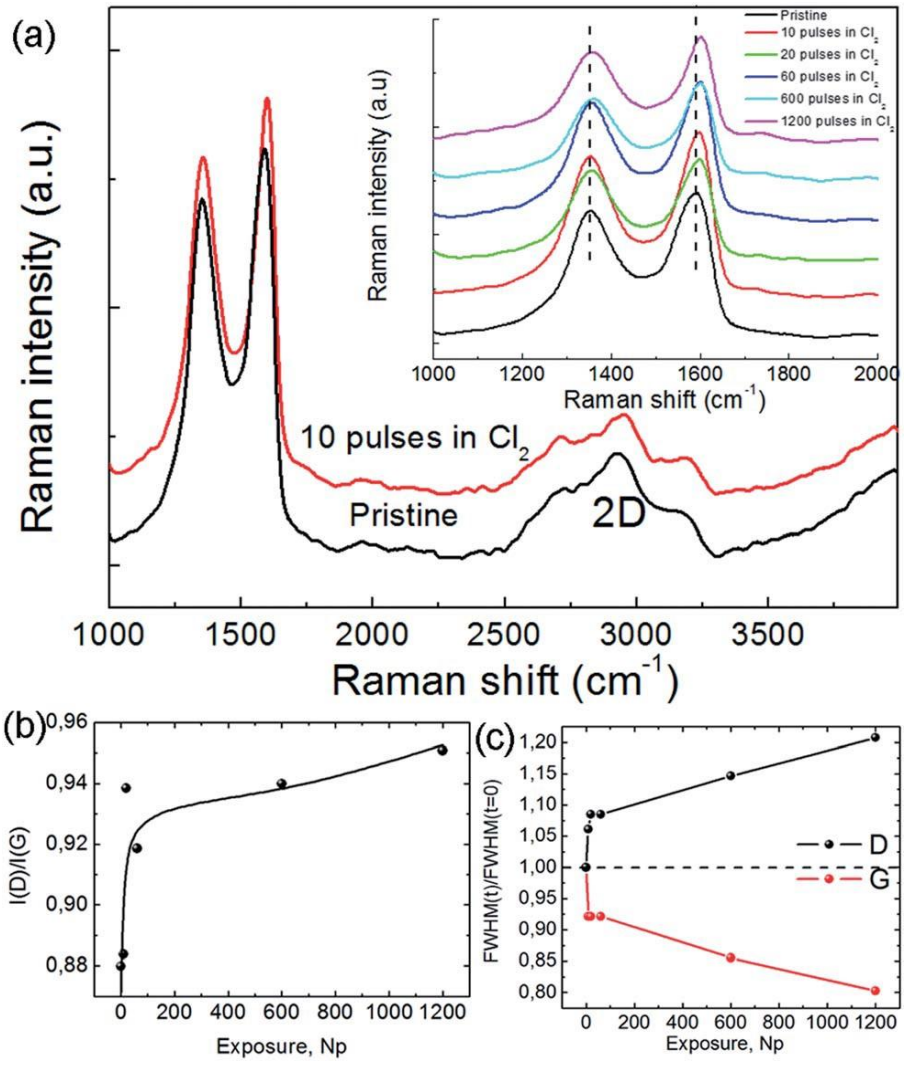 (a)
Raman intensity (a.u.)
Raman intensity (a.u)
Pristine
10 pulses in Cl2
20 pulses in Cl2
60 pulses in Cl2
600 pulses in Cl2
1200 pulses in Cl2
1000 1200 1400 1600 1800 2000
Raman shift (cm-1)
10 pulses in Cl2
Pristine
2D
1000 1500 2000 2500 3000 3500
Raman shift (cm-1)
(b)
I(D)/I(G)
0,96
0,94
0,92
0,90
0,88
0 200 400 600 800 1000 1200
Exposure, Np
(c)
FWHM(t)/FWHM(t=0)
1,20
1,15
1,10
1,05
1,00
0,95
0,90
0,85
0,80
D
G
0 200 400 600 800 1000 1200
Exposure, Np